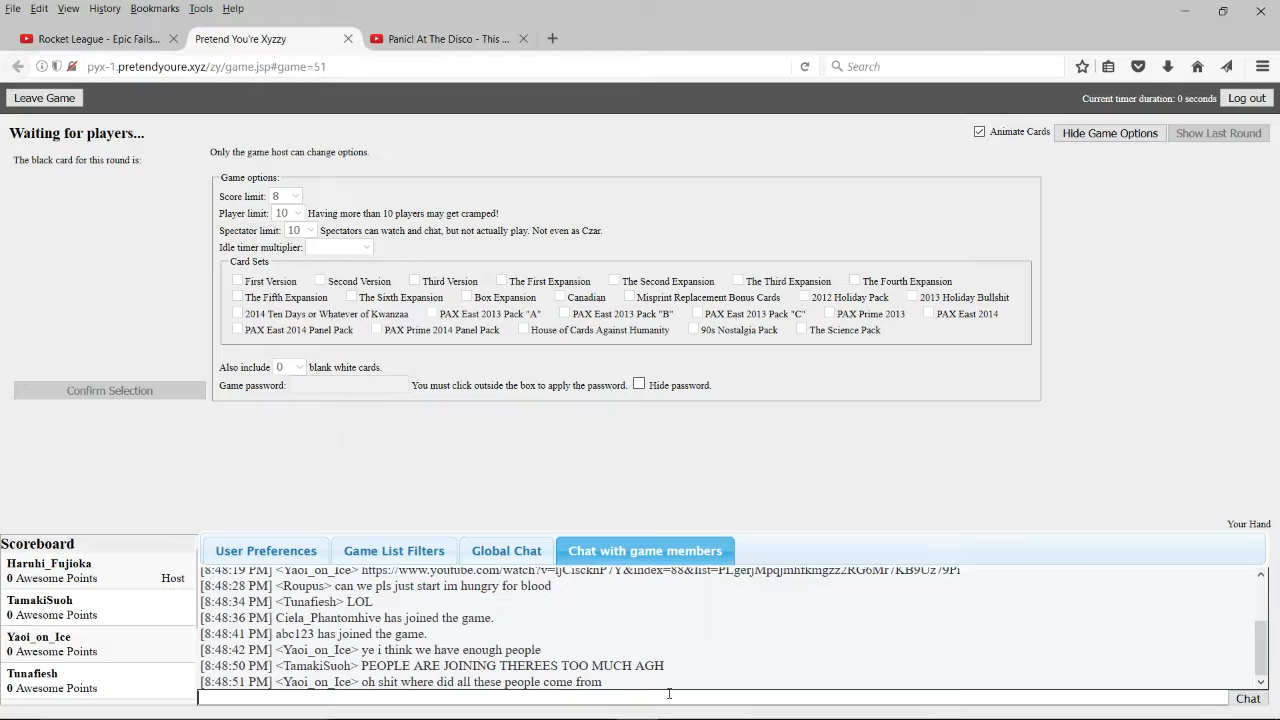 File Edit View History Bookmarks Tools Help
Rocket League - Epic Fails... Pretend You're Xyzzy Panic! At The Disco - This ...
pyx-1.pretendyoure.xyz/zy/game.jsp#game=51 Search
Leave Game Current timer duration: 0 seconds Log out
Waiting for players... Animate Cards Hide Game Options Show Last Round
The black card for this round is: Only the game host can change options.
Game options:
Score limit: 8
Player limit: 10 Having more than 10 players may get cramped!
Spectator limit: 10 Spectators can watch and chat, but not actually play. Not even as Czar.
Idle timer multiplier:
Card Sets
First Version Second Version Third Version The First Expansion The Second Expansion The Third Expansion The Fourth Expansion
The Fifth Expansion The Sixth Expansion Box Expansion Canadian Misprint Replacement Bonus Cards 2012 Holiday Pack 2013 Holiday Bullshit
2014 Ten Days or Whatever of Kwanzaa PAX East 2013 Pack "A" PAX East 2013 Pack "B" PAX East 2013 Pack "C" PAX Prime 2013 PAX East 2014
PAX East 2014 Panel Pack PAX Prime 2014 Panel Pack House of Cards Against Humanity 90s Nostalgia Pack The Science Pack
Also include 0 blank white cards.
Game password: You must click outside the box to apply the password. Hide password.
Confirm Selection
Your Hand
Scoreboard
Haruhi_Fujioka
0 Awesome Points Host
TamakiSuoh
0 Awesome Points
Yaoi_on_Ice
0 Awesome Points
Tunafiesh
0 Awesome Points
User Preferences Game List Filters Global Chat Chat with game members
[8:48:19 PM] <Yaoi_on_Ice>
[8:48:28 PM] <Roupus> can we pls just start im hungry for blood
[8:48:34 PM] <Tunafiesh> LOL
[8:48:36 PM] Ciela_Phantomhive has joined the game.
[8:48:41 PM] abc123 has joined the game.
[8:48:42 PM] <Yaoi_on_Ice> ye i think we have enough people
[8:48:50 PM] <TamakiSuoh> PEOPLE ARE JOINING THEREES TOO MUCH AGH
[8:48:51 PM] <Yaoi_on_Ice> oh shit where did all these people come from
Chat